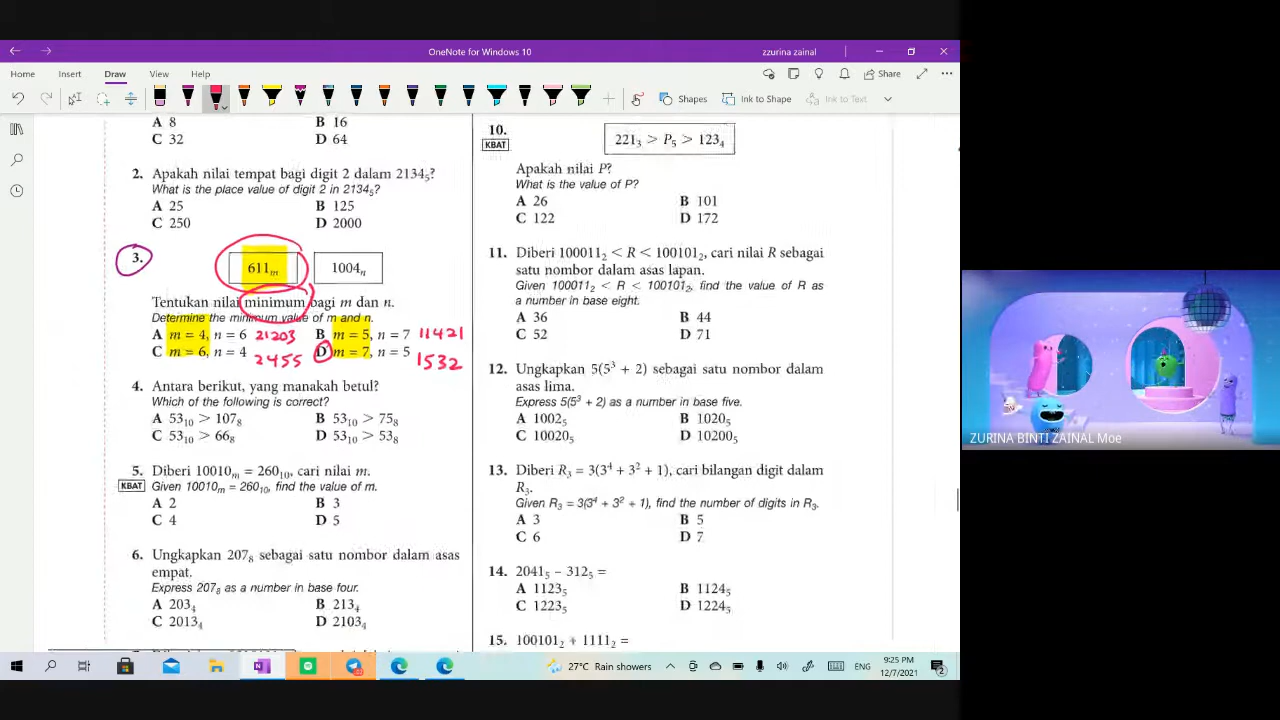 OneNote for Windows 10
zzurina zainal
Home Insert Draw View Help
Share
Shapes Ink to Shape Ink to Text
A 8 B 16
C 32 D 64
2. Apakah nilai tempat bagi digit 2 dalam 2134₅?
What is the place value of digit 2 in 2134₅?
A 25 B 125
C 250 D 2000
3.
611ₘ 1004ₙ
Tentukan nilai minimum bagi m dan n.
Determine the minimum value of m and n.
A m = 4, n = 6 21203 B m = 5, n = 7 11421
C m = 6, n = 4 2455 D m = 7, n = 5 1532
4. Antara berikut, yang manakah betul?
Which of the following is correct?
A 53₁₀ > 107₈ B 53₁₀ > 75₈
C 53₁₀ > 66₈ D 53₁₀ > 53₈
5. Diberi 10010ₘ = 260₁₀, cari nilai m.
KBAT Given 10010ₘ = 260₁₀, find the value of m.
A 2 B 3
C 4 D 5
6. Ungkapkan 207₈ sebagai satu nombor dalam asas
empat.
Express 207₈ as a number in base four.
A 203₄ B 213₄
C 2013₄ D 2103₄
10.
KBAT
221₃ > P₅ > 123₄
Apakah nilai P?
What is the value of P?
A 26 B 101
C 122 D 172
11. Diberi 100011₂ < R < 100101₂, cari nilai R sebagai
satu nombor dalam asas lapan.
Given 100011₂ < R < 100101₂, find the value of R as
a number in base eight.
A 36 B 44
C 52 D 71
12. Ungkapkan 5(5³ + 2) sebagai satu nombor dalam
asas lima.
Express 5(5³ + 2) as a number in base five.
A 1002₅ B 1020₅
C 10020₅ D 10200₅
13. Diberi R₃ = 3(3⁴ + 3² + 1), cari bilangan digit dalam
R₃.
Given R₃ = 3(3⁴ + 3² + 1), find the number of digits in R₃.
A 3 B 5
C 6 D 7
14. 2041₅ − 312₅ =
A 1123₅ B 1124₅
C 1223₅ D 1224₅
15. 100101₂ + 1111₂ =
ZURINA BINTI ZAINAL Moe
27°C Rain showers
ENG
9:25 PM
12/7/2021
2